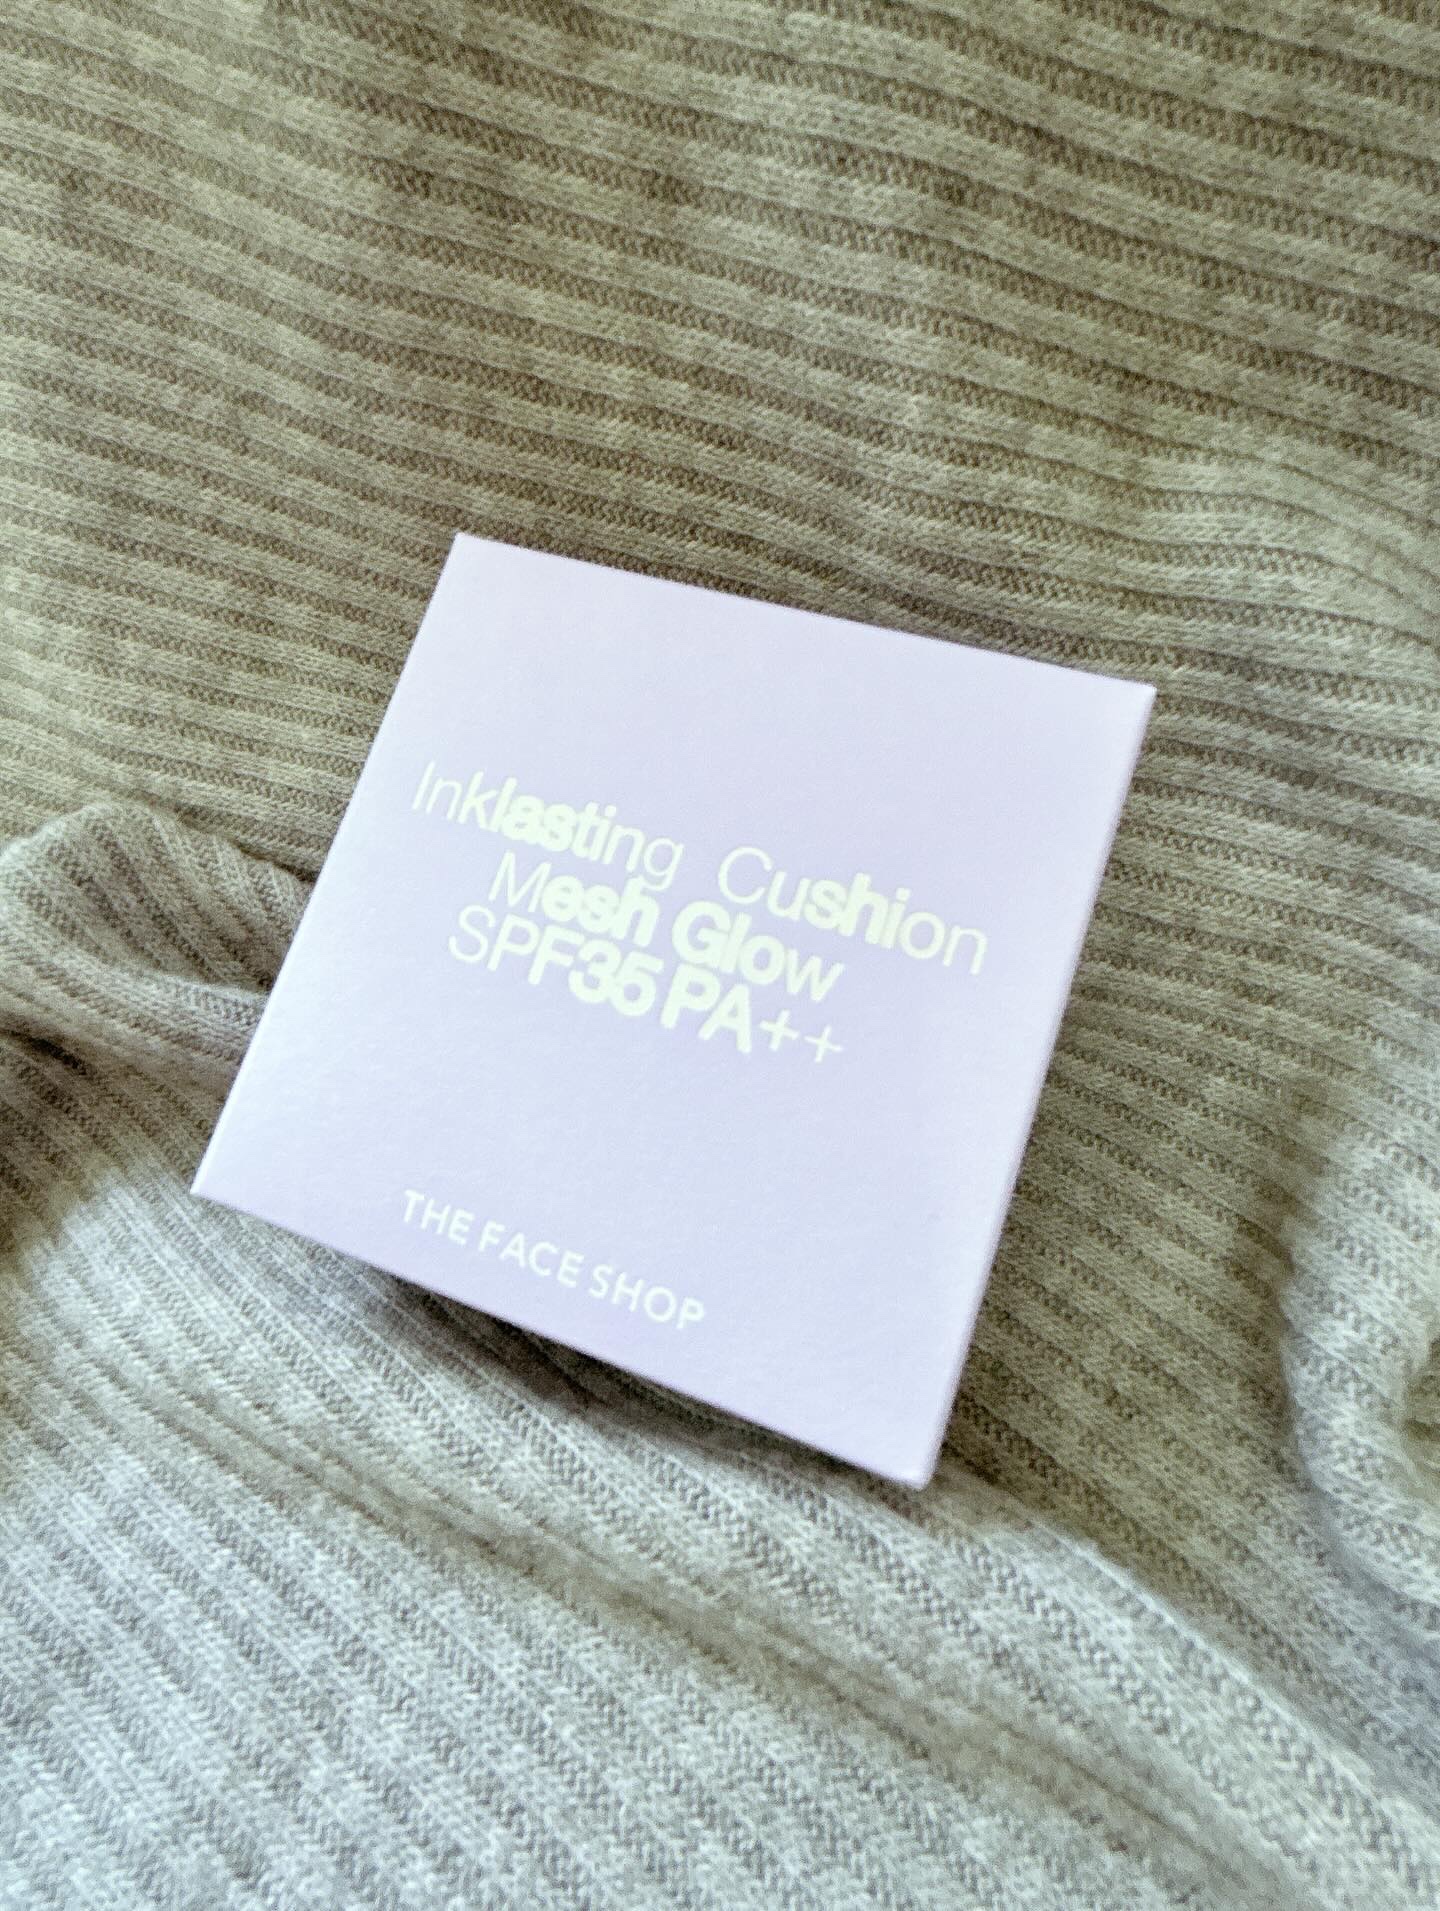 Inklasting Cushion
Mesh Glow
SPF35 PA++
THE FACE SHOP